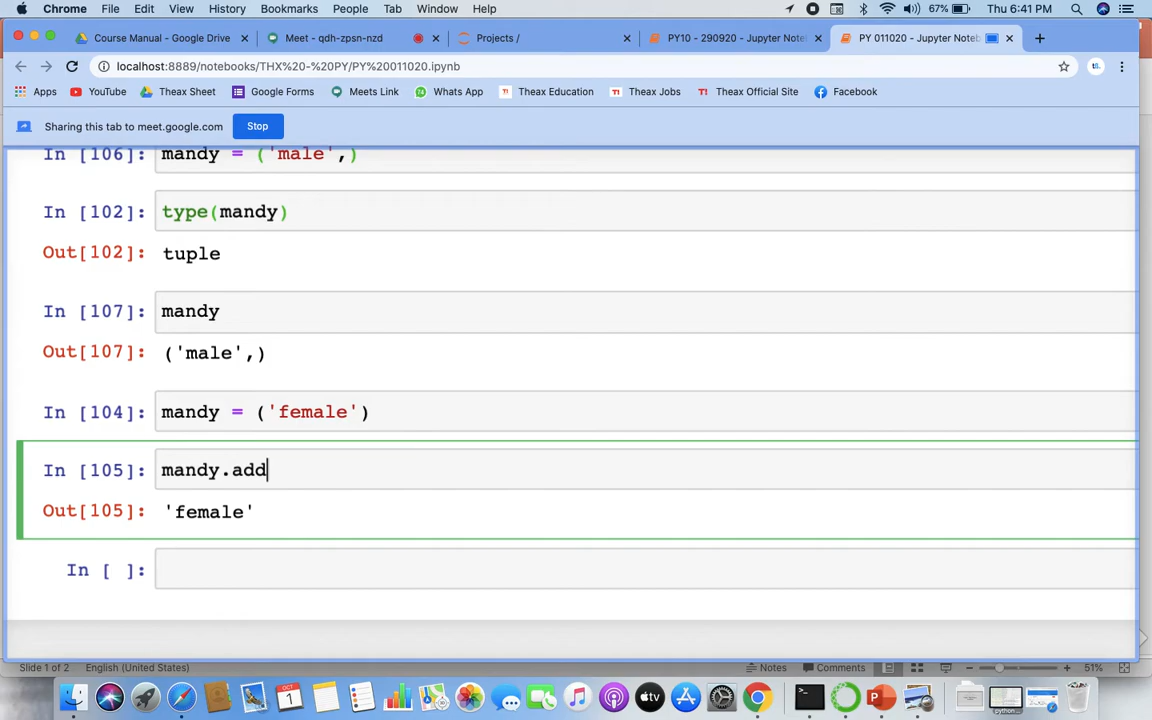 Chrome File Edit View History Bookmarks People Tab Window Help 67% Thu 6:41 PM
Course Manual - Google Drive Meet - qdh-zpsn-nzd Projects / PY10 - 290920 - Jupyter Note PY 011020 - Jupyter Noteb
localhost:8889/notebooks/THX%20-%20PY/PY%20011020.ipynb
Apps YouTube Theax Sheet Google Forms Meets Link Whats App Theax Education Theax Jobs Theax Official Site Facebook
Sharing this tab to meet.google.com Stop
In [106]: mandy = ('male',)
In [102]: type(mandy)
Out[102]: tuple
In [107]: mandy
Out[107]: ('male',)
In [104]: mandy = ('female')
In [105]: mandy.add
Out[105]: 'female'
In [ ]:
Slide 1 of 2 English (United States) Notes Comments 51%